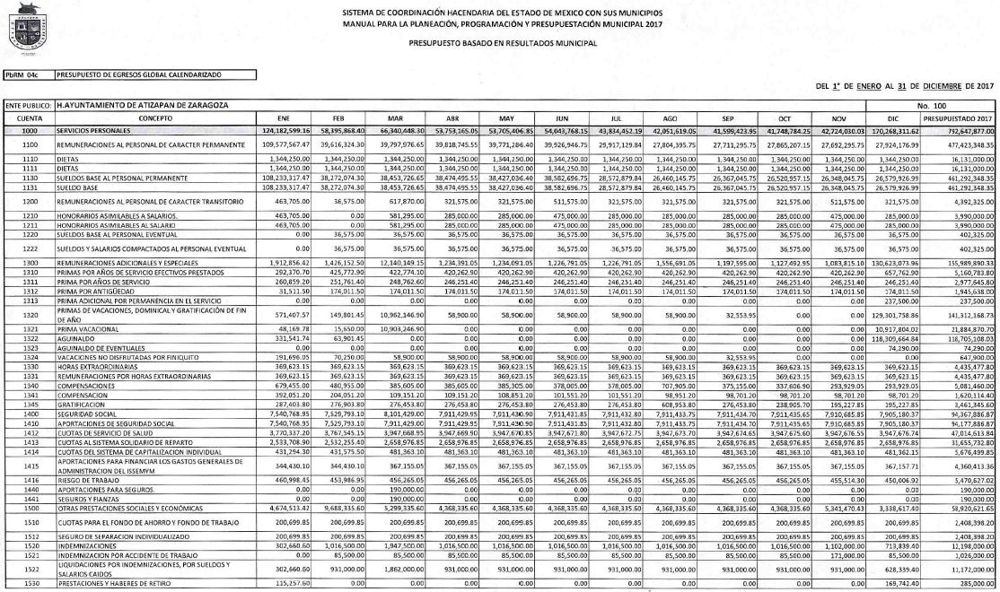 SISTEMA DE COORDINACIÓN HACENDARIA DEL ESTADO DE MEXICO CON SUS MUNICIPIOS
MANUAL PARA LA PLANEACIÓN, PROGRAMACIÓN Y PRESUPUESTACIÓN MUNICIPAL 2017
PRESUPUESTO BASADO EN RESULTADOS MUNICIPAL
PbRM 04c PRESUPUESTO DE EGRESOS GLOBAL CALENDARIZADO
DEL 1° DE ENERO AL 31 DE DICIEMBRE DE 2017
ENTE PUBLICO: H.AYUNTAMIENTO DE ATIZAPAN DE ZARAGOZA No. 100
CUENTA CONCEPTO ENE FEB MAR ABR MAY JUN JUL AGO SEP OCT NOV DIC PRESUPUESTADO 2017
1000 SERVICIOS PERSONALES 124,182,599.16 58,395,868.40 66,340,448.30 53,753,165.05 53,705,406.85 54,043,768.15 43,834,452.19 42,051,619.05 41,599,423.95 41,748,784.25 42,724,030.03 170,268,311.62 792,647,877.00
1100 REMUNERACIONES AL PERSONAL DE CARACTER PERMANENTE 109,577,567.47 39,616,324.30 39,797,976.65 39,818,745.55 39,771,286.40 39,926,946.75 29,917,129.84 27,804,395.75 27,711,295.75 27,865,207.15 27,692,295.75 27,924,176.99 477,423,348.35
1110 DIETAS 1,344,250.00 1,344,250.00 1,344,250.00 1,344,250.00 1,344,250.00 1,344,250.00 1,344,250.00 1,344,250.00 1,344,250.00 1,344,250.00 1,344,250.00 1,344,250.00 16,131,000.00
1111 DIETAS 1,344,250.00 1,344,250.00 1,344,250.00 1,344,250.00 1,344,250.00 1,344,250.00 1,344,250.00 1,344,250.00 1,344,250.00 1,344,250.00 1,344,250.00 1,344,250.00 16,131,000.00
1130 SUELDOS BASE AL PERSONAL PERMANENTE 108,233,317.47 38,272,074.30 38,453,726.65 38,474,495.55 38,427,036.40 38,582,696.75 28,572,879.84 26,460,145.75 26,367,045.75 26,520,957.15 26,348,045.75 26,579,926.99 461,292,348.35
1131 SUELDO BASE 108,233,317.47 38,272,074.30 38,453,726.65 38,474,495.55 38,427,036.40 38,582,696.75 28,572,879.84 26,460,145.75 26,367,045.75 26,520,957.15 26,348,045.75 26,579,926.99 461,292,348.35
1200 REMUNERACIONES AL PERSONAL DE CARACTER TRANSITORIO 463,705.00 36,575.00 617,870.00 321,575.00 321,575.00 511,575.00 321,575.00 321,575.00 321,575.00 321,575.00 511,575.00 321,575.00 4,392,325.00
1210 HONORARIOS ASIMILABLES A SALARIOS. 463,705.00 0.00 581,295.00 285,000.00 285,000.00 475,000.00 285,000.00 285,000.00 285,000.00 285,000.00 475,000.00 285,000.00 3,990,000.00
1211 HONORARIOS ASIMILABLES AL SALARIO 463,705.00 0.00 581,295.00 285,000.00 285,000.00 475,000.00 285,000.00 285,000.00 285,000.00 285,000.00 475,000.00 285,000.00 3,990,000.00
1220 SUELDOS BASE AL PERSONAL EVENTUAL 0.00 36,575.00 36,575.00 36,575.00 36,575.00 36,575.00 36,575.00 36,575.00 36,575.00 36,575.00 36,575.00 36,575.00 402,325.00
1222 SUELDOS Y SALARIOS COMPACTADOS AL PERSONAL EVENTUAL 0.00 36,575.00 36,575.00 36,575.00 36,575.00 36,575.00 36,575.00 36,575.00 36,575.00 36,575.00 36,575.00 36,575.00 402,325.00
1300 REMUNERACIONES ADICIONALES Y ESPECIALES 1,912,856.42 1,426,152.50 12,140,149.15 1,234,391.05 1,234,091.05 1,226,791.05 1,226,791.05 1,556,691.05 1,197,595.00 1,127,492.95 1,083,815.10 130,623,073.96 155,989,890.33
1310 PRIMAS POR AÑOS DE SERVICIO EFECTIVOS PRESTADOS 292,370.70 425,772.90 422,774.10 420,262.90 420,262.90 420,262.90 420,262.90 420,262.90 420,262.90 420,262.90 420,262.90 657,762.90 5,160,783.80
1311 PRIMA POR AÑOS DE SERVICIO 260,859.20 251,761.40 248,762.60 246,251.40 246,251.40 246,251.40 246,251.40 246,251.40 246,251.40 246,251.40 246,251.40 246,251.40 2,977,645.80
1312 PRIMA POR ANTIGÜEDAD 31,511.50 174,011.50 174,011.50 174,011.50 174,011.50 174,011.50 174,011.50 174,011.50 174,011.50 174,011.50 174,011.50 174,011.50 1,945,638.00
1313 PRIMA ADICIONAL POR PERMANENCIA EN EL SERVICIO 0.00 0.00 0.00 0.00 0.00 0.00 0.00 0.00 0.00 0.00 0.00 237,500.00 237,500.00
1320 PRIMAS DE VACACIONES, DOMINICAL Y GRATIFICACIÓN DE FIN DE AÑO 571,407.57 149,801.45 10,962,146.90 58,900.00 58,900.00 58,900.00 58,900.00 58,900.00 32,553.95 0.00 0.00 129,301,758.86 141,312,168.73
1321 PRIMA VACACIONAL 48,169.78 15,650.00 10,903,246.90 0.00 0.00 0.00 0.00 0.00 0.00 0.00 0.00 10,917,804.02 21,884,870.70
1322 AGUINALDO 331,541.74 63,901.45 0.00 0.00 0.00 0.00 0.00 0.00 0.00 0.00 0.00 118,309,664.84 118,705,108.03
1323 AGUINALDO DE EVENTUALES 0.00 0.00 0.00 0.00 0.00 0.00 0.00 0.00 0.00 0.00 0.00 74,290.00 74,290.00
1324 VACACIONES NO DISFRUTADAS POR FINIQUITO 191,696.05 70,250.00 58,900.00 58,900.00 58,900.00 58,900.00 58,900.00 58,900.00 32,553.95 0.00 0.00 0.00 647,900.00
1330 HORAS EXTRAORDINARIAS 369,623.15 369,623.15 369,623.15 369,623.15 369,623.15 369,623.15 369,623.15 369,623.15 369,623.15 369,623.15 369,623.15 369,623.15 4,435,477.80
1331 REMUNERACIONES POR HORAS EXTRAORDINARIAS 369,623.15 369,623.15 369,623.15 369,623.15 369,623.15 369,623.15 369,623.15 369,623.15 369,623.15 369,623.15 369,623.15 369,623.15 4,435,477.80
1340 COMPENSACIONES 679,455.00 480,955.00 385,605.00 385,605.00 385,305.00 378,005.00 378,005.00 707,905.00 375,155.00 337,606.90 293,929.05 293,929.05 5,081,460.00
1341 COMPENSACION 392,051.20 204,051.20 109,151.20 109,151.20 108,851.20 101,551.20 101,551.20 98,951.20 98,701.20 98,701.20 98,701.20 98,701.20 1,620,114.40
1345 GRATIFICACION 287,403.80 276,903.80 276,453.80 276,453.80 276,453.80 276,453.80 276,453.80 608,953.80 276,453.80 238,905.70 195,227.85 195,227.85 3,461,345.60
1400 SEGURIDAD SOCIAL 7,540,768.95 7,529,793.10 8,101,429.00 7,911,429.95 7,911,430.90 7,911,431.85 7,911,432.80 7,911,433.75 7,911,434.70 7,911,435.65 7,910,685.85 7,905,180.37 94,367,886.87
1410 APORTACIONES DE SEGURIDAD SOCIAL 7,540,768.95 7,529,793.10 7,911,429.00 7,911,429.95 7,911,430.90 7,911,431.85 7,911,432.80 7,911,433.75 7,911,434.70 7,911,435.65 7,910,685.85 7,905,180.37 94,177,886.87
1412 CUOTAS DE SERVICIO DE SALUD 3,770,337.20 3,767,545.15 3,947,668.95 3,947,669.90 3,947,670.85 3,947,671.80 3,947,672.75 3,947,673.70 3,947,674.65 3,947,675.60 3,947,676.55 3,947,676.74 47,014,613.84
1413 CUOTAS AL SISTEMA SOLIDARIO DE REPARTO 2,533,708.90 2,532,255.40 2,658,976.85 2,658,976.85 2,658,976.85 2,658,976.85 2,658,976.85 2,658,976.85 2,658,976.85 2,658,976.85 2,658,976.85 2,658,976.85 31,655,732.80
1414 CUOTAS DEL SISTEMA DE CAPITALIZACION INDIVIDUAL 431,294.30 431,575.50 481,363.10 481,363.10 481,363.10 481,363.10 481,363.10 481,363.10 481,363.10 481,363.10 481,363.10 481,362.15 5,676,499.85
1415 APORTACIONES PARA FINANCIAR LOS GASTOS GENERALES DE ADMINISTRACION DEL ISSEMYM 344,430.10 344,430.10 367,155.05 367,155.05 367,155.05 367,155.05 367,155.05 367,155.05 367,155.05 367,155.05 367,155.05 367,157.71 4,360,413.36
1416 RIESGO DE TRABAJO 460,998.45 453,986.95 456,265.05 456,265.05 456,265.05 456,265.05 456,265.05 456,265.05 456,265.05 456,265.05 455,514.30 450,006.92 5,470,627.02
1440 APORTACIONES PARA SEGUROS. 0.00 0.00 190,000.00 0.00 0.00 0.00 0.00 0.00 0.00 0.00 0.00 0.00 190,000.00
1441 SEGUROS Y FIANZAS 0.00 0.00 190,000.00 0.00 0.00 0.00 0.00 0.00 0.00 0.00 0.00 0.00 190,000.00
1500 OTRAS PRESTACIONES SOCIALES Y ECONÓMICAS 4,674,513.42 9,688,335.60 5,299,335.60 4,368,335.60 4,368,335.60 4,368,335.60 4,368,335.60 4,368,335.60 4,368,335.60 4,368,335.60 5,341,470.43 3,338,617.40 58,920,621.65
1510 CUOTAS PARA EL FONDO DE AHORRO Y FONDO DE TRABAJO 200,699.85 200,699.85 200,699.85 200,699.85 200,699.85 200,699.85 200,699.85 200,699.85 200,699.85 200,699.85 200,699.85 200,699.85 2,408,398.20
1512 SEGURO DE SEPARACION INDIVIDUALIZADO 200,699.85 200,699.85 200,699.85 200,699.85 200,699.85 200,699.85 200,699.85 200,699.85 200,699.85 200,699.85 200,699.85 200,699.85 2,408,398.20
1520 INDEMNIZACIONES 302,660.60 1,016,500.00 1,947,500.00 1,016,500.00 1,016,500.00 1,016,500.00 1,016,500.00 1,016,500.00 1,016,500.00 1,016,500.00 1,102,000.00 713,839.40 12,198,000.00
1521 INDEMNIZACION POR ACCIDENTE DE TRABAJO 0.00 85,500.00 85,500.00 85,500.00 85,500.00 85,500.00 85,500.00 85,500.00 85,500.00 85,500.00 171,000.00 85,500.00 1,026,000.00
1522 LIQUIDACIONES POR INDEMNIZACIONES, POR SUELDOS Y SALARIOS CAIDOS 302,660.60 931,000.00 1,862,000.00 931,000.00 931,000.00 931,000.00 931,000.00 931,000.00 931,000.00 931,000.00 931,000.00 628,339.40 11,172,000.00
1530 PRESTACIONES Y HABERES DE RETIRO 115,257.60 0.00 0.00 0.00 0.00 0.00 0.00 0.00 0.00 0.00 0.00 169,742.40 285,000.00